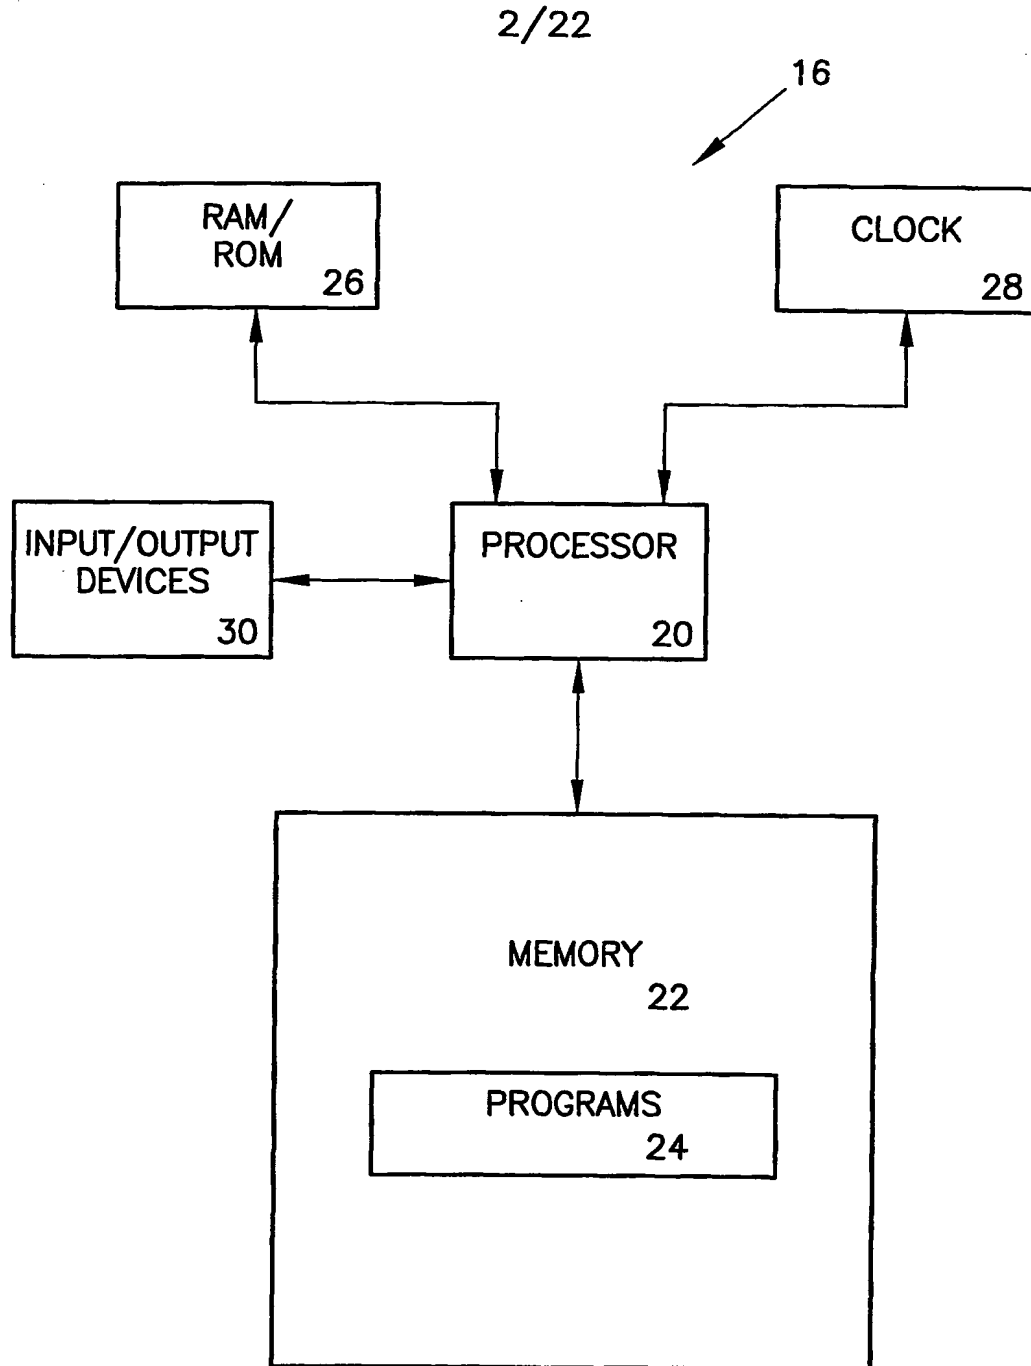 2/22
16
RAM/
ROM
26
CLOCK
28
INPUT/OUTPUT
DEVICES
30
PROCESSOR
20
MEMORY
22
PROGRAMS
24